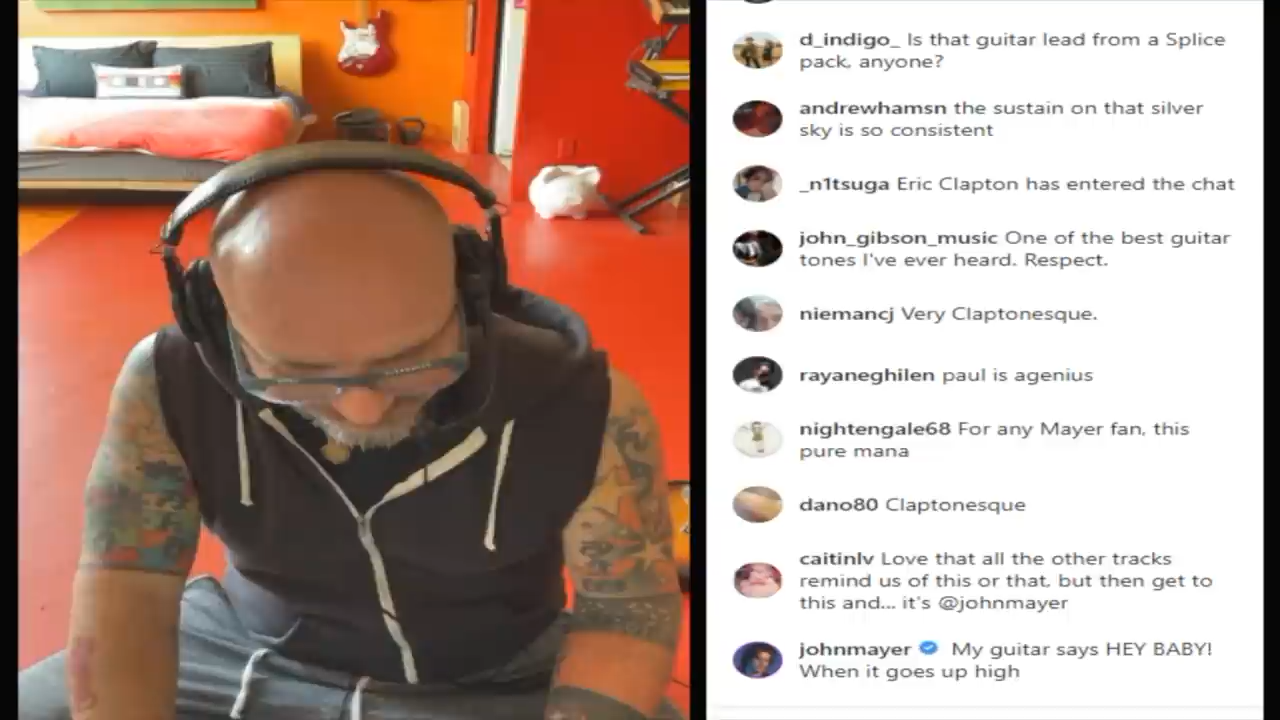 d_indigo_ Is that guitar lead from a Splice
pack, anyone?
andrewhamsn the sustain on that silver
sky is so consistent
_n1tsuga Eric Clapton has entered the chat
john_gibson_music One of the best guitar
tones I've ever heard. Respect.
niemancj Very Claptonesque.
rayaneghilen paul is agenius
nightengale68 For any Mayer fan, this
pure mana
dano80 Claptonesque
caitinlv Love that all the other tracks
remind us of this or that, but then get to
this and... it's @johnmayer
johnmayer My guitar says HEY BABY!
When it goes up high